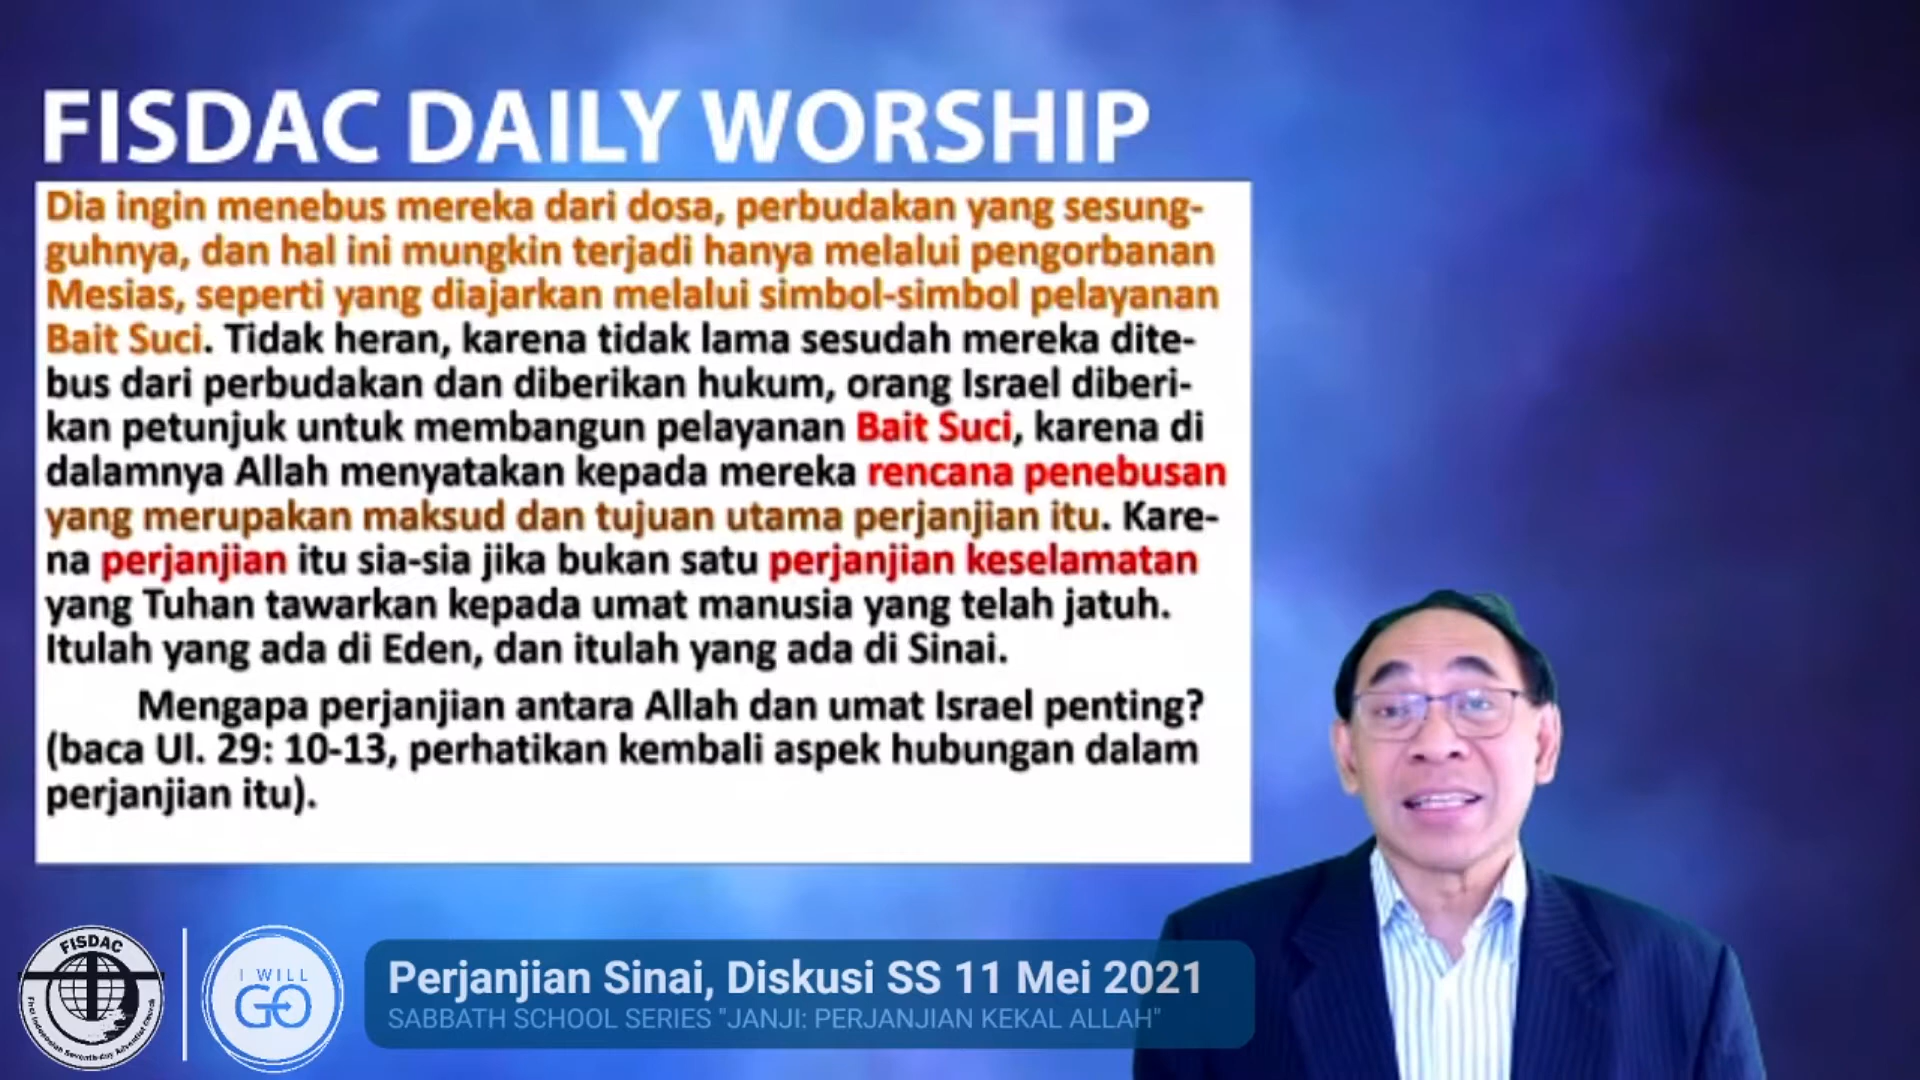 FISDAC DAILY WORSHIP
Dia ingin menebus mereka dari dosa, perbudakan yang sesung-
guhnya, dan hal ini mungkin terjadi hanya melalui pengorbanan
Mesias, seperti yang diajarkan melalui simbol-simbol pelayanan
Bait Suci. Tidak heran, karena tidak lama sesudah mereka dite-
bus dari perbudakan dan diberikan hukum, orang Israel diberi-
kan petunjuk untuk membangun pelayanan Bait Suci, karena di
dalamnya Allah menyatakan kepada mereka rencana penebusan
yang merupakan maksud dan tujuan utama perjanjian itu. Kare-
na perjanjian itu sia-sia jika bukan satu perjanjian keselamatan
yang Tuhan tawarkan kepada umat manusia yang telah jatuh.
Itulah yang ada di Eden, dan itulah yang ada di Sinai.
Mengapa perjanjian antara Allah dan umat Israel penting?
(baca Ul. 29: 10-13, perhatikan kembali aspek hubungan dalam
perjanjian itu).
FISDAC
First Indonesian Seventh-day Adventist Church
I WILL
GO
Perjanjian Sinai, Diskusi SS 11 Mei 2021
SABBATH SCHOOL SERIES "JANJI: PERJANJIAN KEKAL ALLAH"